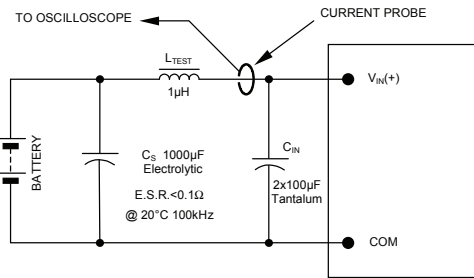 TO OSCILLOSCOPE
CURRENT PROBE
LTEST
1µH
VIN(+)
BATTERY
CS 1000µF
Electrolytic
E.S.R.<0.1Ω
@ 20°C 100kHz
CIN
2x100µF
Tantalum
COM